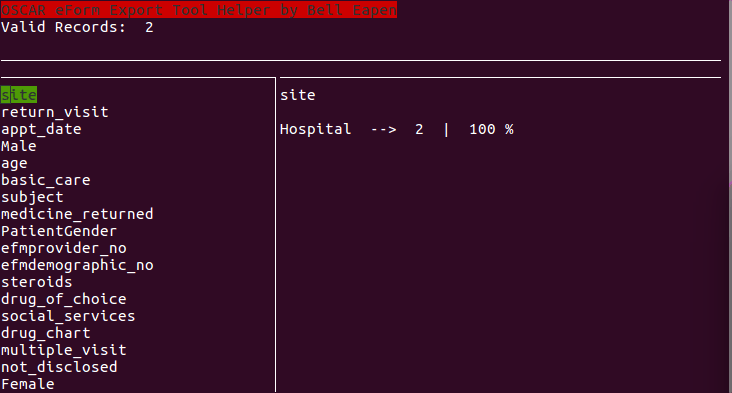 OSCAR eForm Export Tool Helper by Bell Eapen
Valid Records:  2
site
return_visit
appt_date
Male
age
basic_care
subject
medicine_returned
PatientGender
efmprovider_no
efmdemographic_no
steroids
drug_of_choice
social_services
drug_chart
multiple_visit
not_disclosed
Female
site
Hospital  -->  2  |  100 %